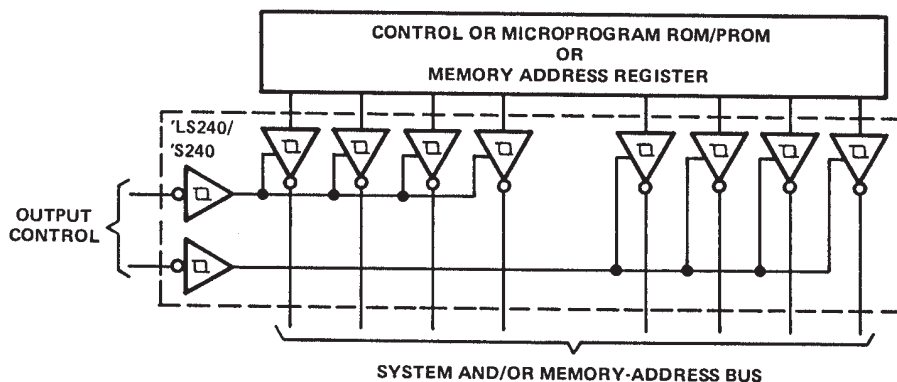 CONTROL OR MICROPROGRAM ROM/PROM
OR
MEMORY ADDRESS REGISTER
'LS240/
'S240
OUTPUT
CONTROL
SYSTEM AND/OR MEMORY-ADDRESS BUS